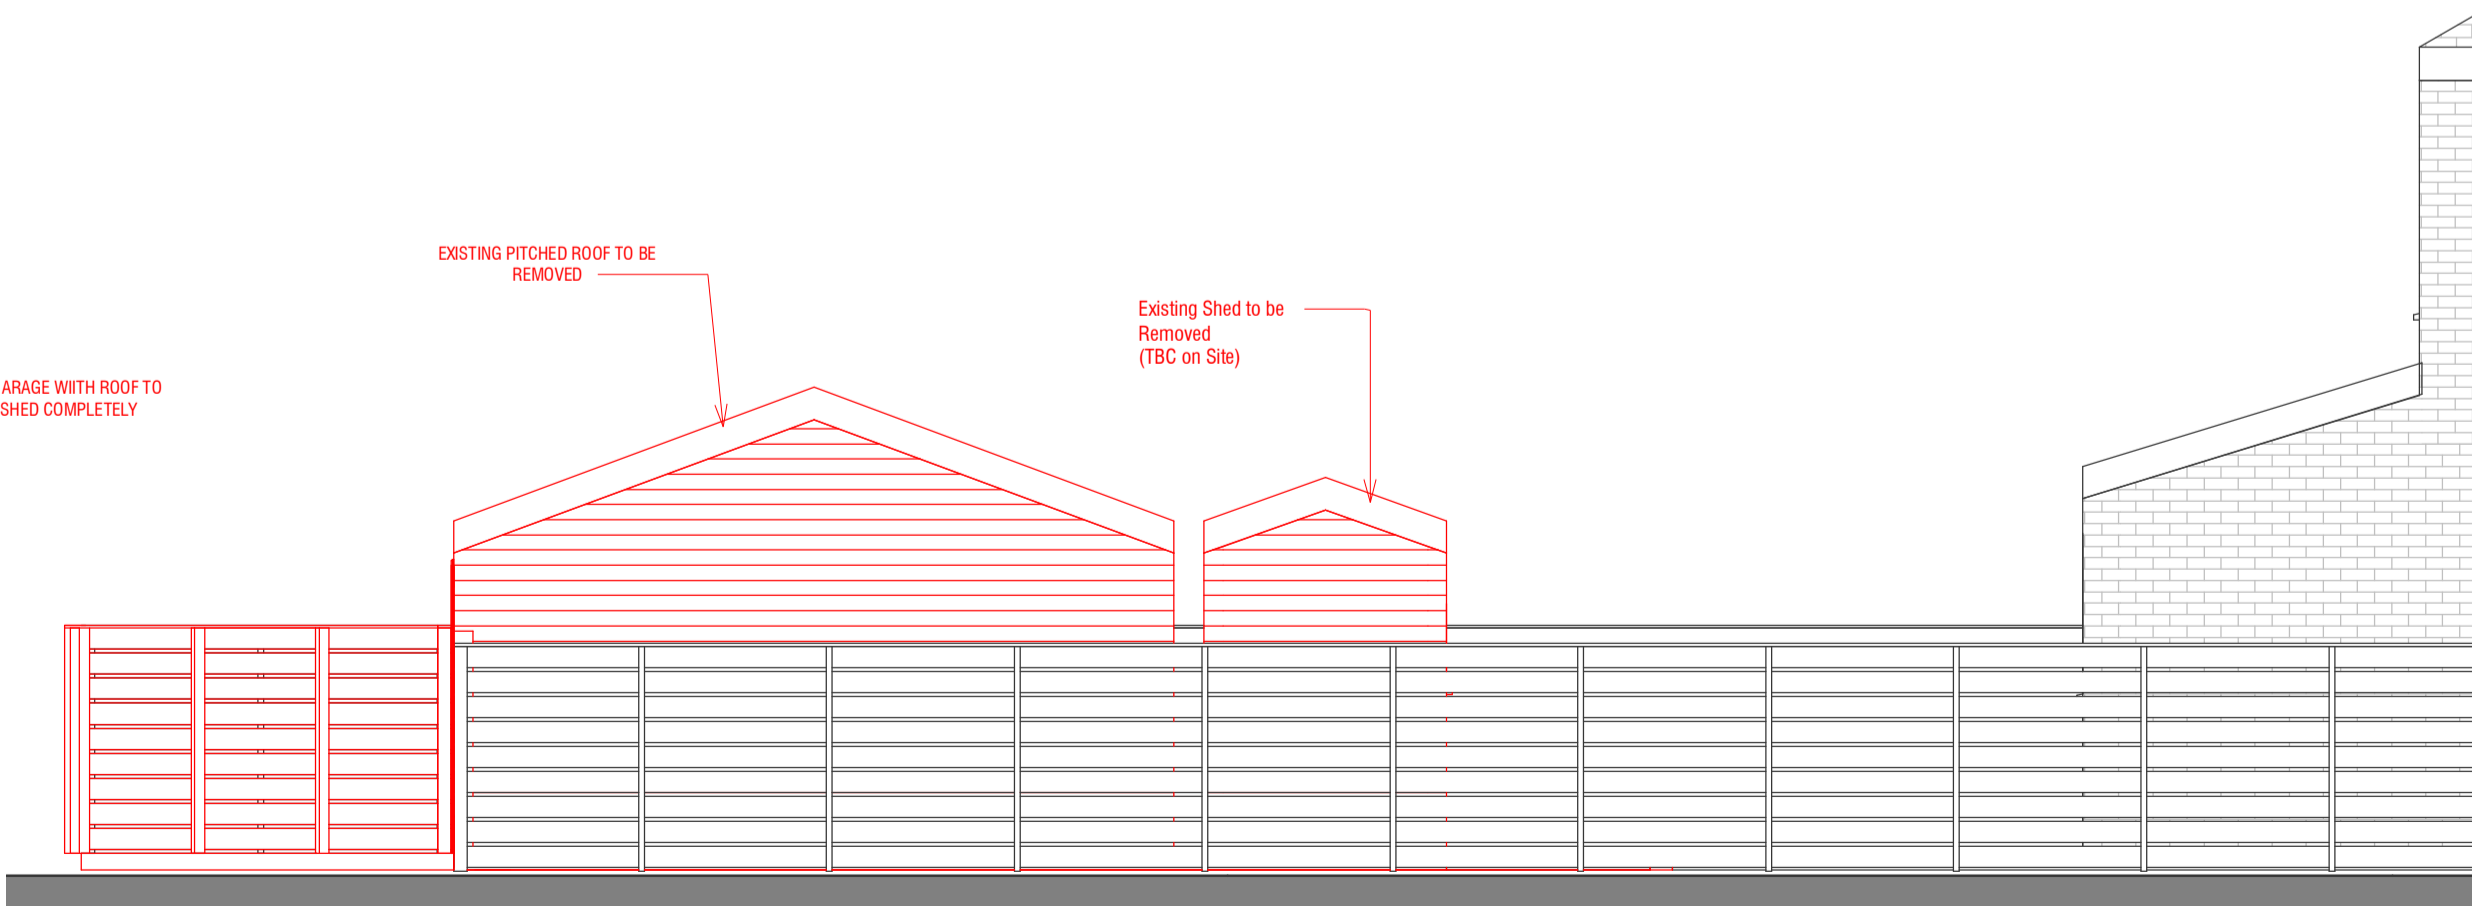 EXISTING PITCHED ROOF TO BE
REMOVED
Existing Shed to be
Removed
(TBC on Site)
ARAGE WIITH ROOF TO
SHED COMPLETELY